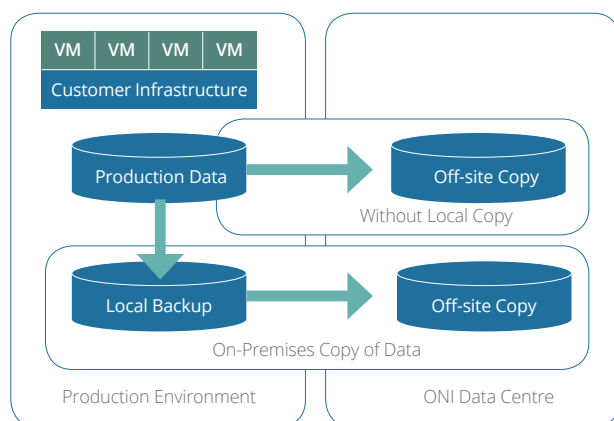 VM VM VM VM
Customer Infrastructure
Production Data
Off-site Copy
Without Local Copy
Local Backup
Off-site Copy
On-Premises Copy of Data
Production Environment
ONI Data Centre